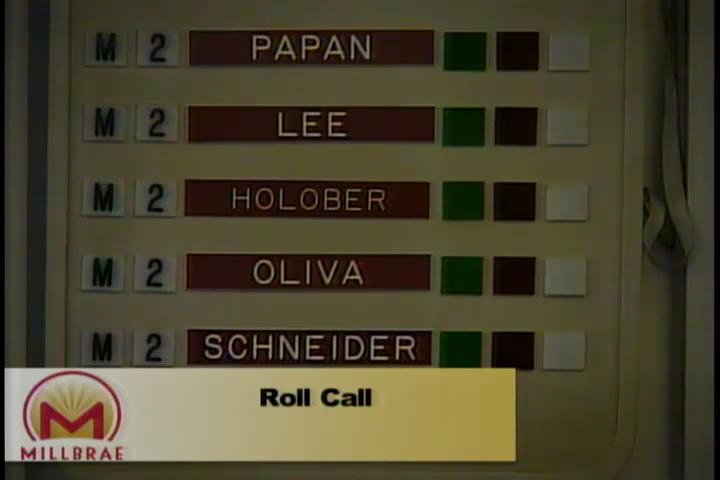 M 2 PAPAN
M 2 LEE
M 2 HOLOBER
M 2 OLIVA
M 2 SCHNEIDER
Roll Call
M
MILLBRAE